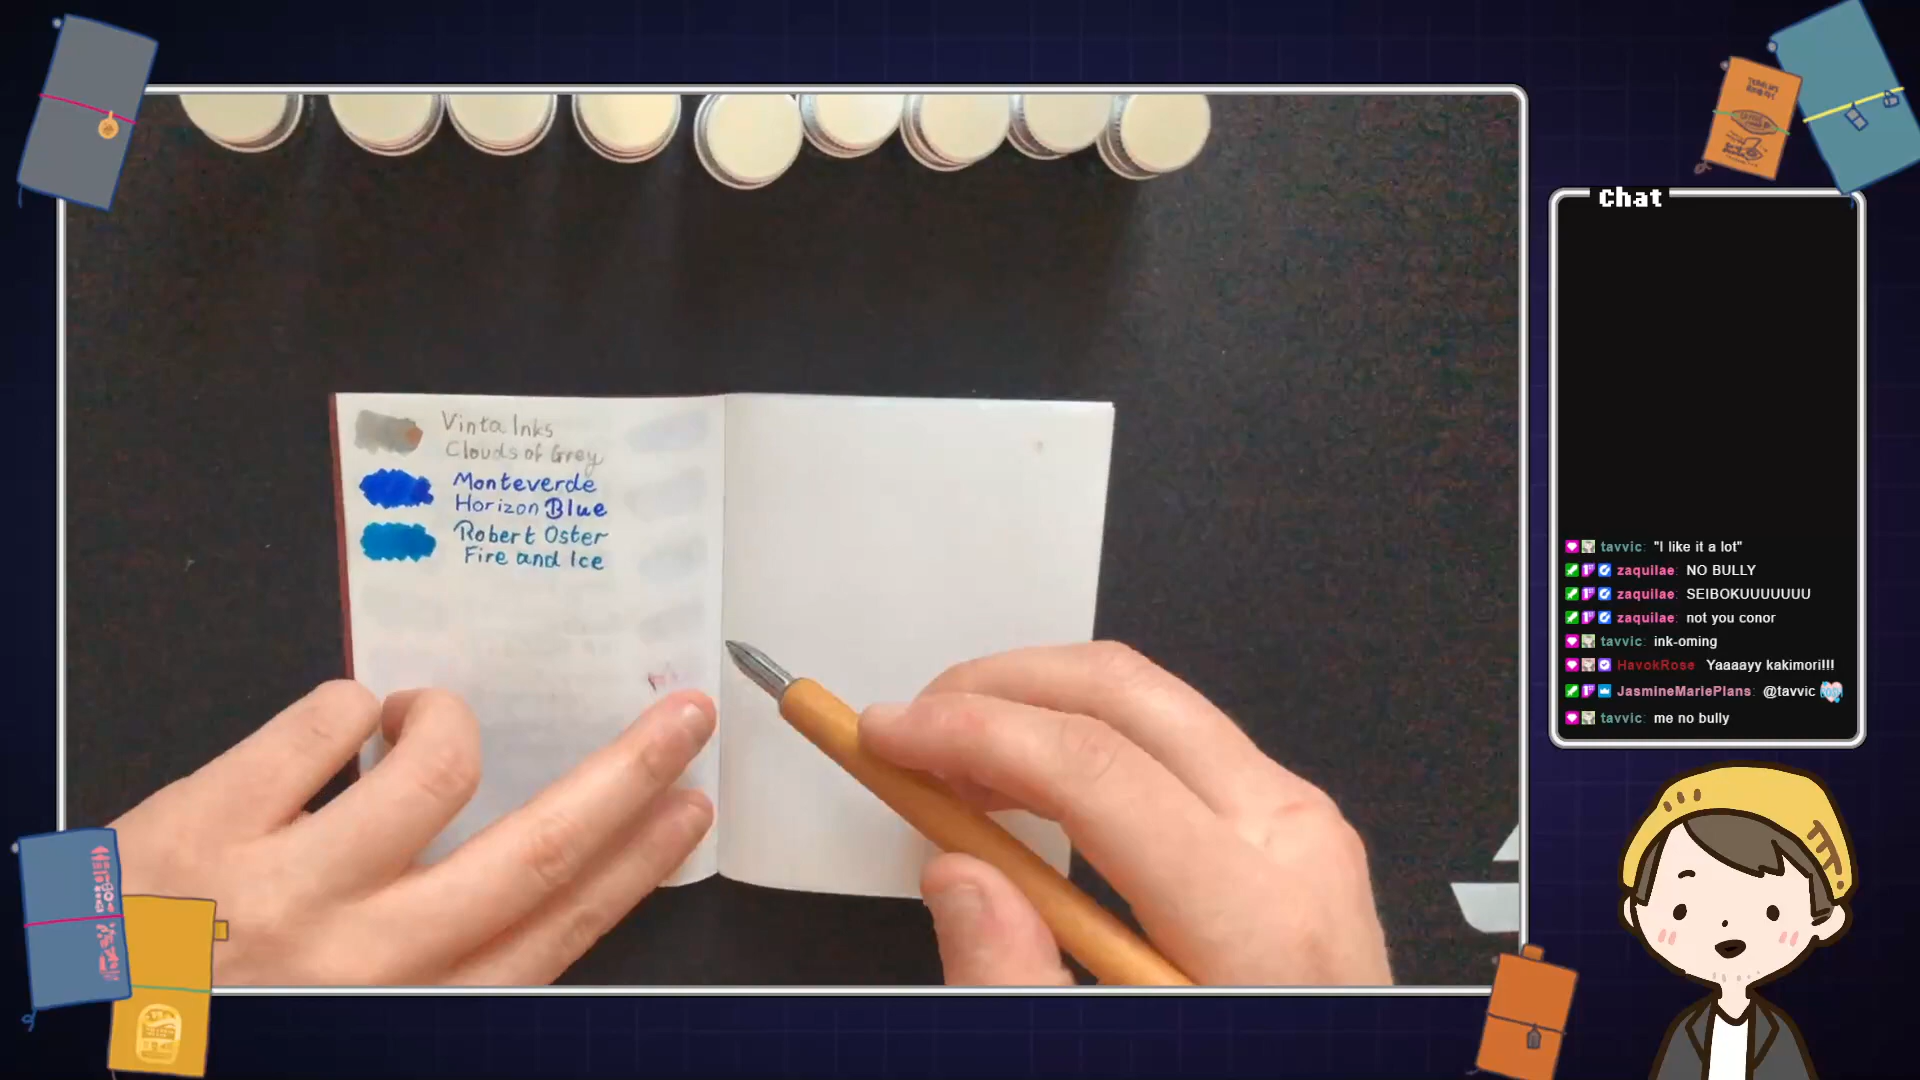 Vinta Inks
Clouds of Grey
Monteverde
Horizon Blue
Robert Oster
Fire and Ice
chat
tavvic: "I like it a lot"
zaquilae: NO BULLY
zaquilae: SEIBOKUUUUUUU
zaquilae: not you conor
tavvic: ink-oming
HavokRose Yaaaayy kakimori!!!
JasmineMariePlans: @tavvic
tavvic: me no bully